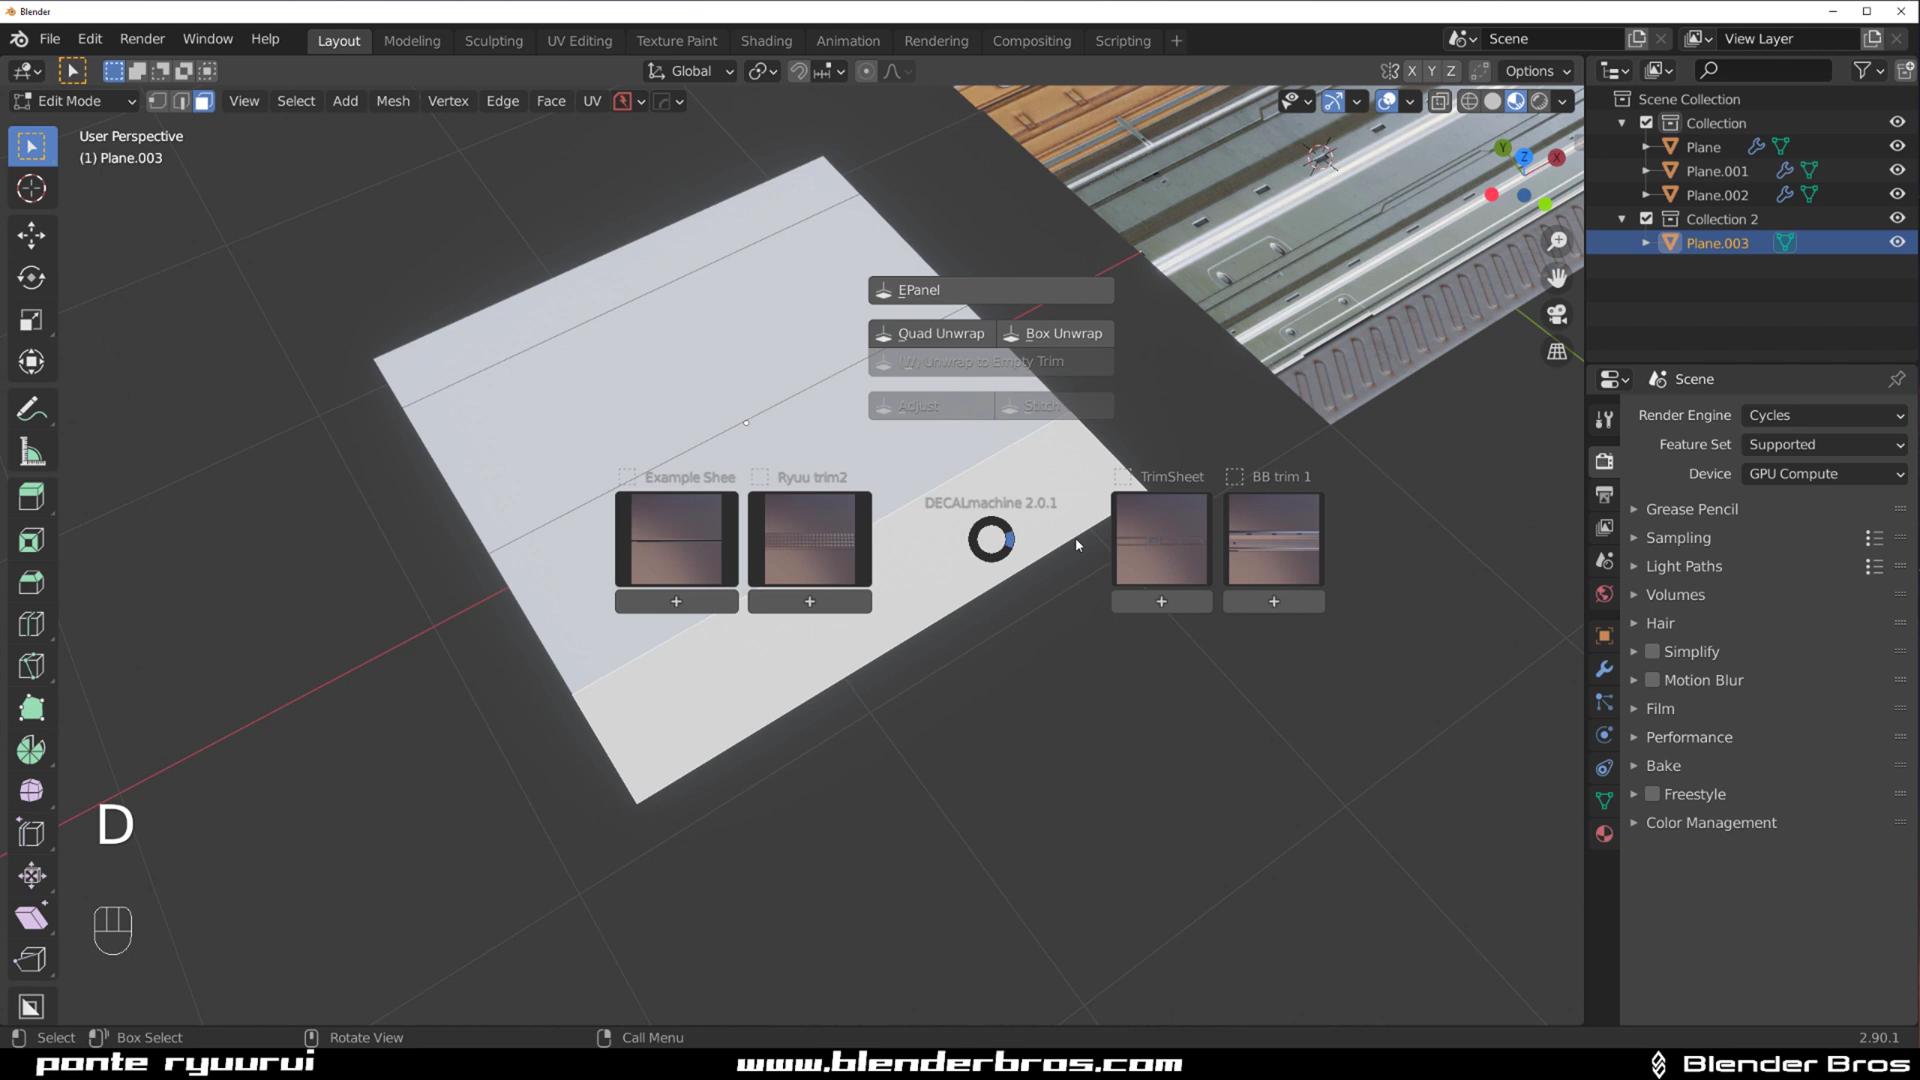 Blender
File Edit Render Window Help
Layout Modeling Sculpting UV Editing Texture Paint Shading Animation Rendering Compositing Scripting +
Scene
View Layer
Global
X Y Z
Options
Edit Mode
View Select Add Mesh Vertex Edge Face UV
User Perspective
(1) Plane.003
Y Z X
EPanel
Quad Unwrap
Box Unwrap
(W) Unwrap to Empty Trim
Adjust
Stitch
Example Shee
Ryuu trim2
DECALmachine 2.0.1
TrimSheet
BB trim 1
+
+
+
+
D
Scene Collection
Collection
Plane
Plane.001
Plane.002
Collection 2
Plane.003
Scene
Render Engine Cycles
Feature Set Supported
Device GPU Compute
Grease Pencil
Sampling
Light Paths
Volumes
Hair
Simplify
Motion Blur
Film
Performance
Bake
Freestyle
Color Management
Select
Box Select
Rotate View
Call Menu
2.90.1
ponte ryuurui
www.blenderbros.com
Blender Bros